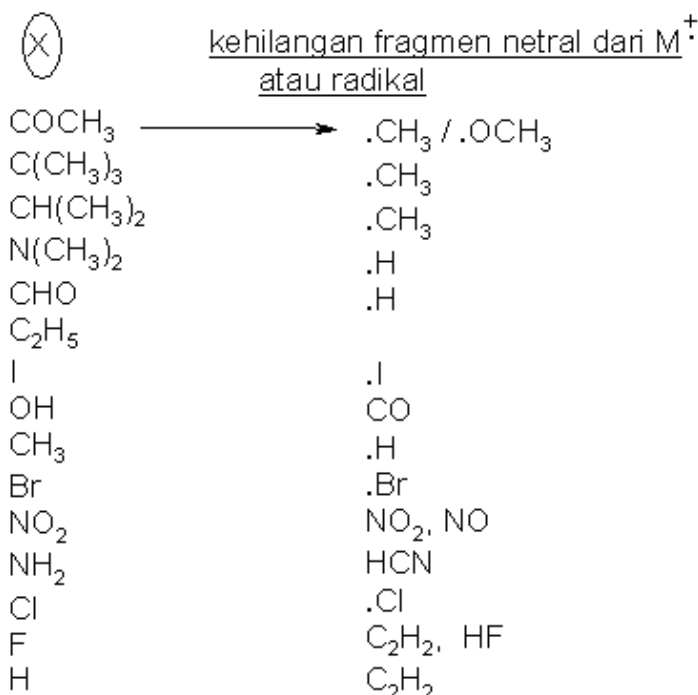 X kehilangan fragmen netral dari M+.
atau radikal
COCH3 .CH3 / .OCH3
C(CH3)3 .CH3
CH(CH3)2 .CH3
N(CH3)2 .H
CHO .H
C2H5
I .I
OH CO
CH3 .H
Br .Br
NO2 NO2, NO
NH2 HCN
Cl .Cl
F C2H2, HF
H C2H2